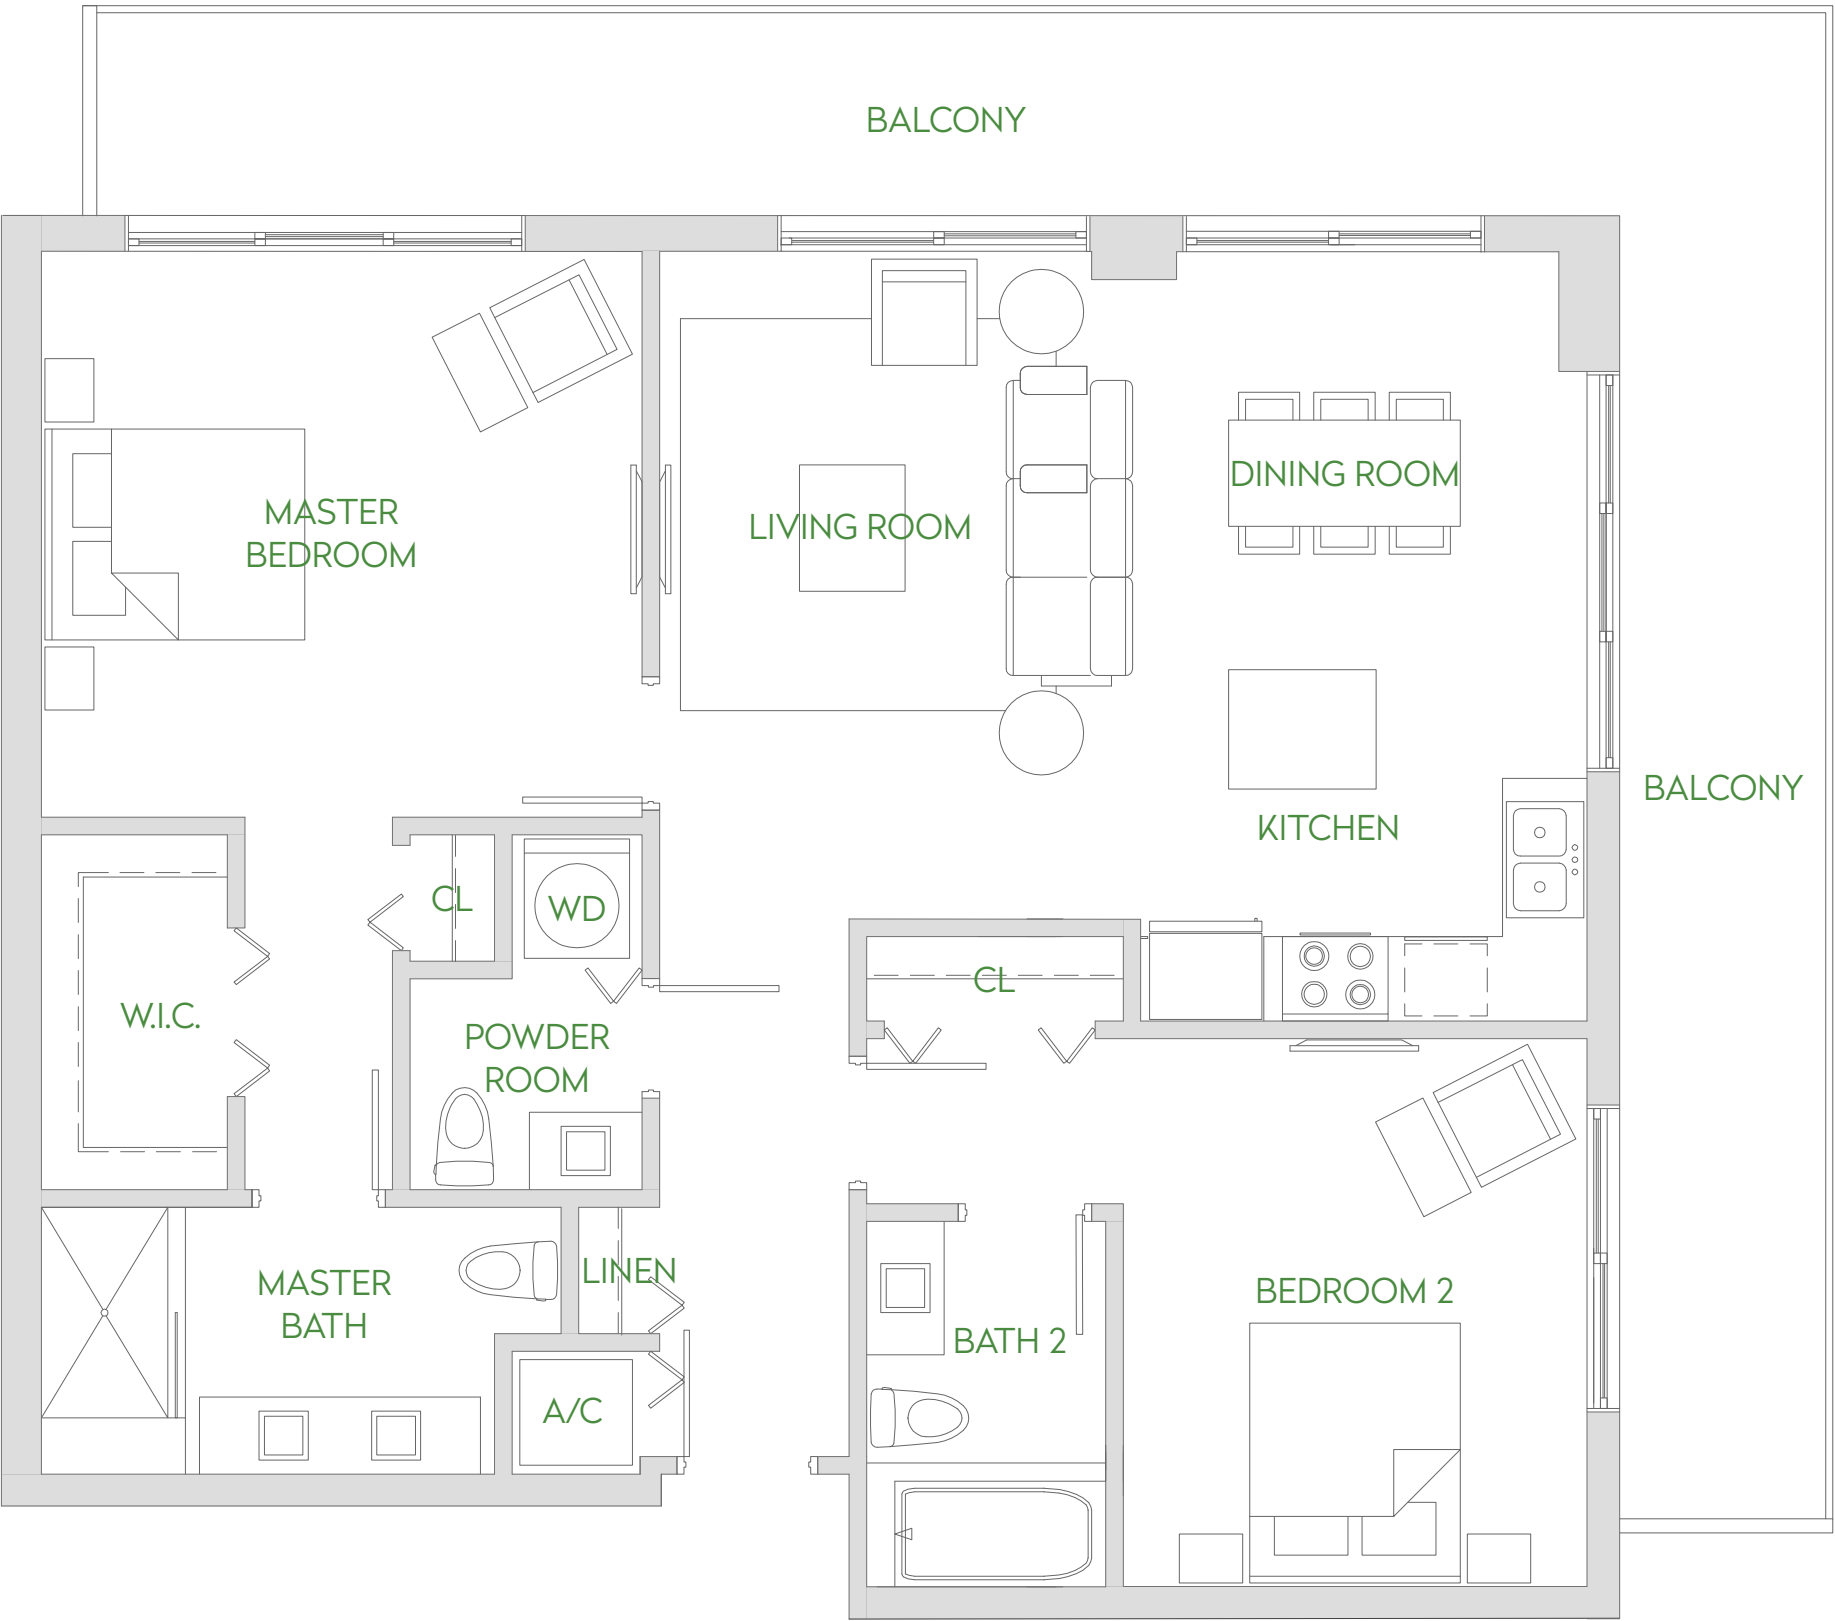 BALCONY
DINING ROOM
MASTER
BEDROOM
LIVING ROOM
BALCONY
KITCHEN
CL
WD
CL
W.I.C.
POWDER
ROOM
LINEN
MASTER
BATH
BEDROOM 2
BATH 2
A/C